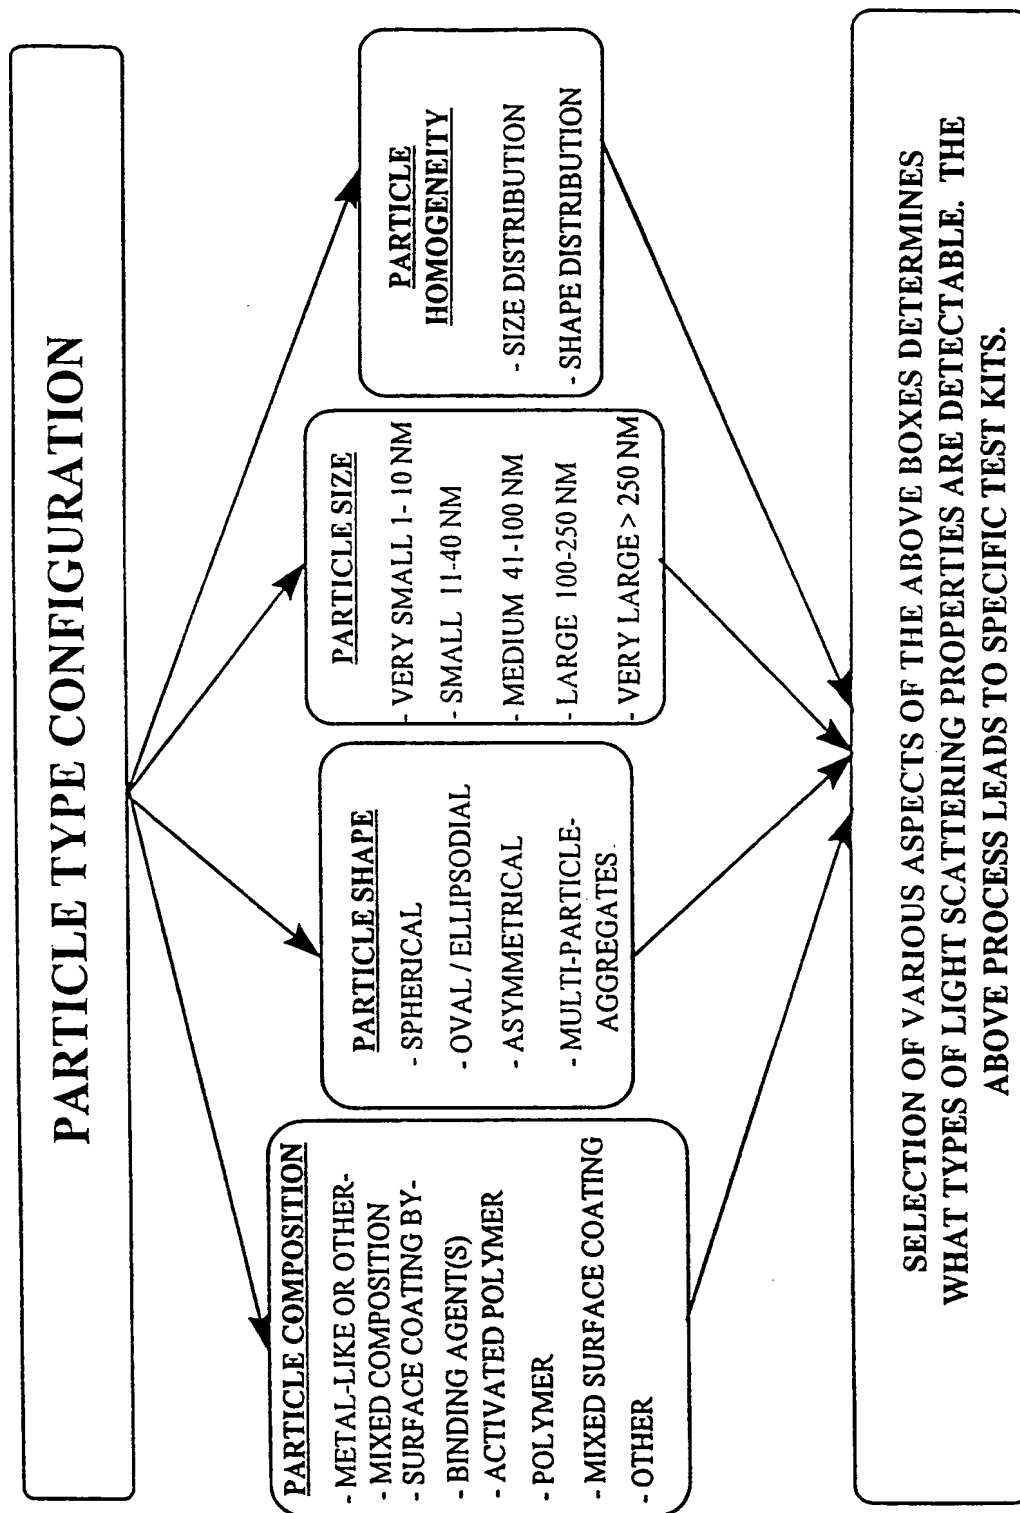 PARTICLE TYPE CONFIGURATION
PARTICLE COMPOSITION
- METAL-LIKE OR OTHER-
- MIXED COMPOSITION
- SURFACE COATING BY-
- BINDING AGENT(S)
- ACTIVATED POLYMER
- POLYMER
- MIXED SURFACE COATING
- OTHER
PARTICLE SHAPE
- SPHERICAL
- OVAL / ELLIPSODIAL
- ASYMMETRICAL
- MULTI-PARTICLE-
AGGREGATES.
PARTICLE SIZE
- VERY SMALL 1- 10 NM
- SMALL 11-40 NM
- MEDIUM 41-100 NM
- LARGE 100-250 NM
- VERY LARGE > 250 NM
PARTICLE
HOMOGENEITY
- SIZE DISTRIBUTION
- SHAPE DISTRIBUTION
SELECTION OF VARIOUS ASPECTS OF THE ABOVE BOXES DETERMINES
WHAT TYPES OF LIGHT SCATTERING PROPERTIES ARE DETECTABLE. THE
ABOVE PROCESS LEADS TO SPECIFIC TEST KITS.